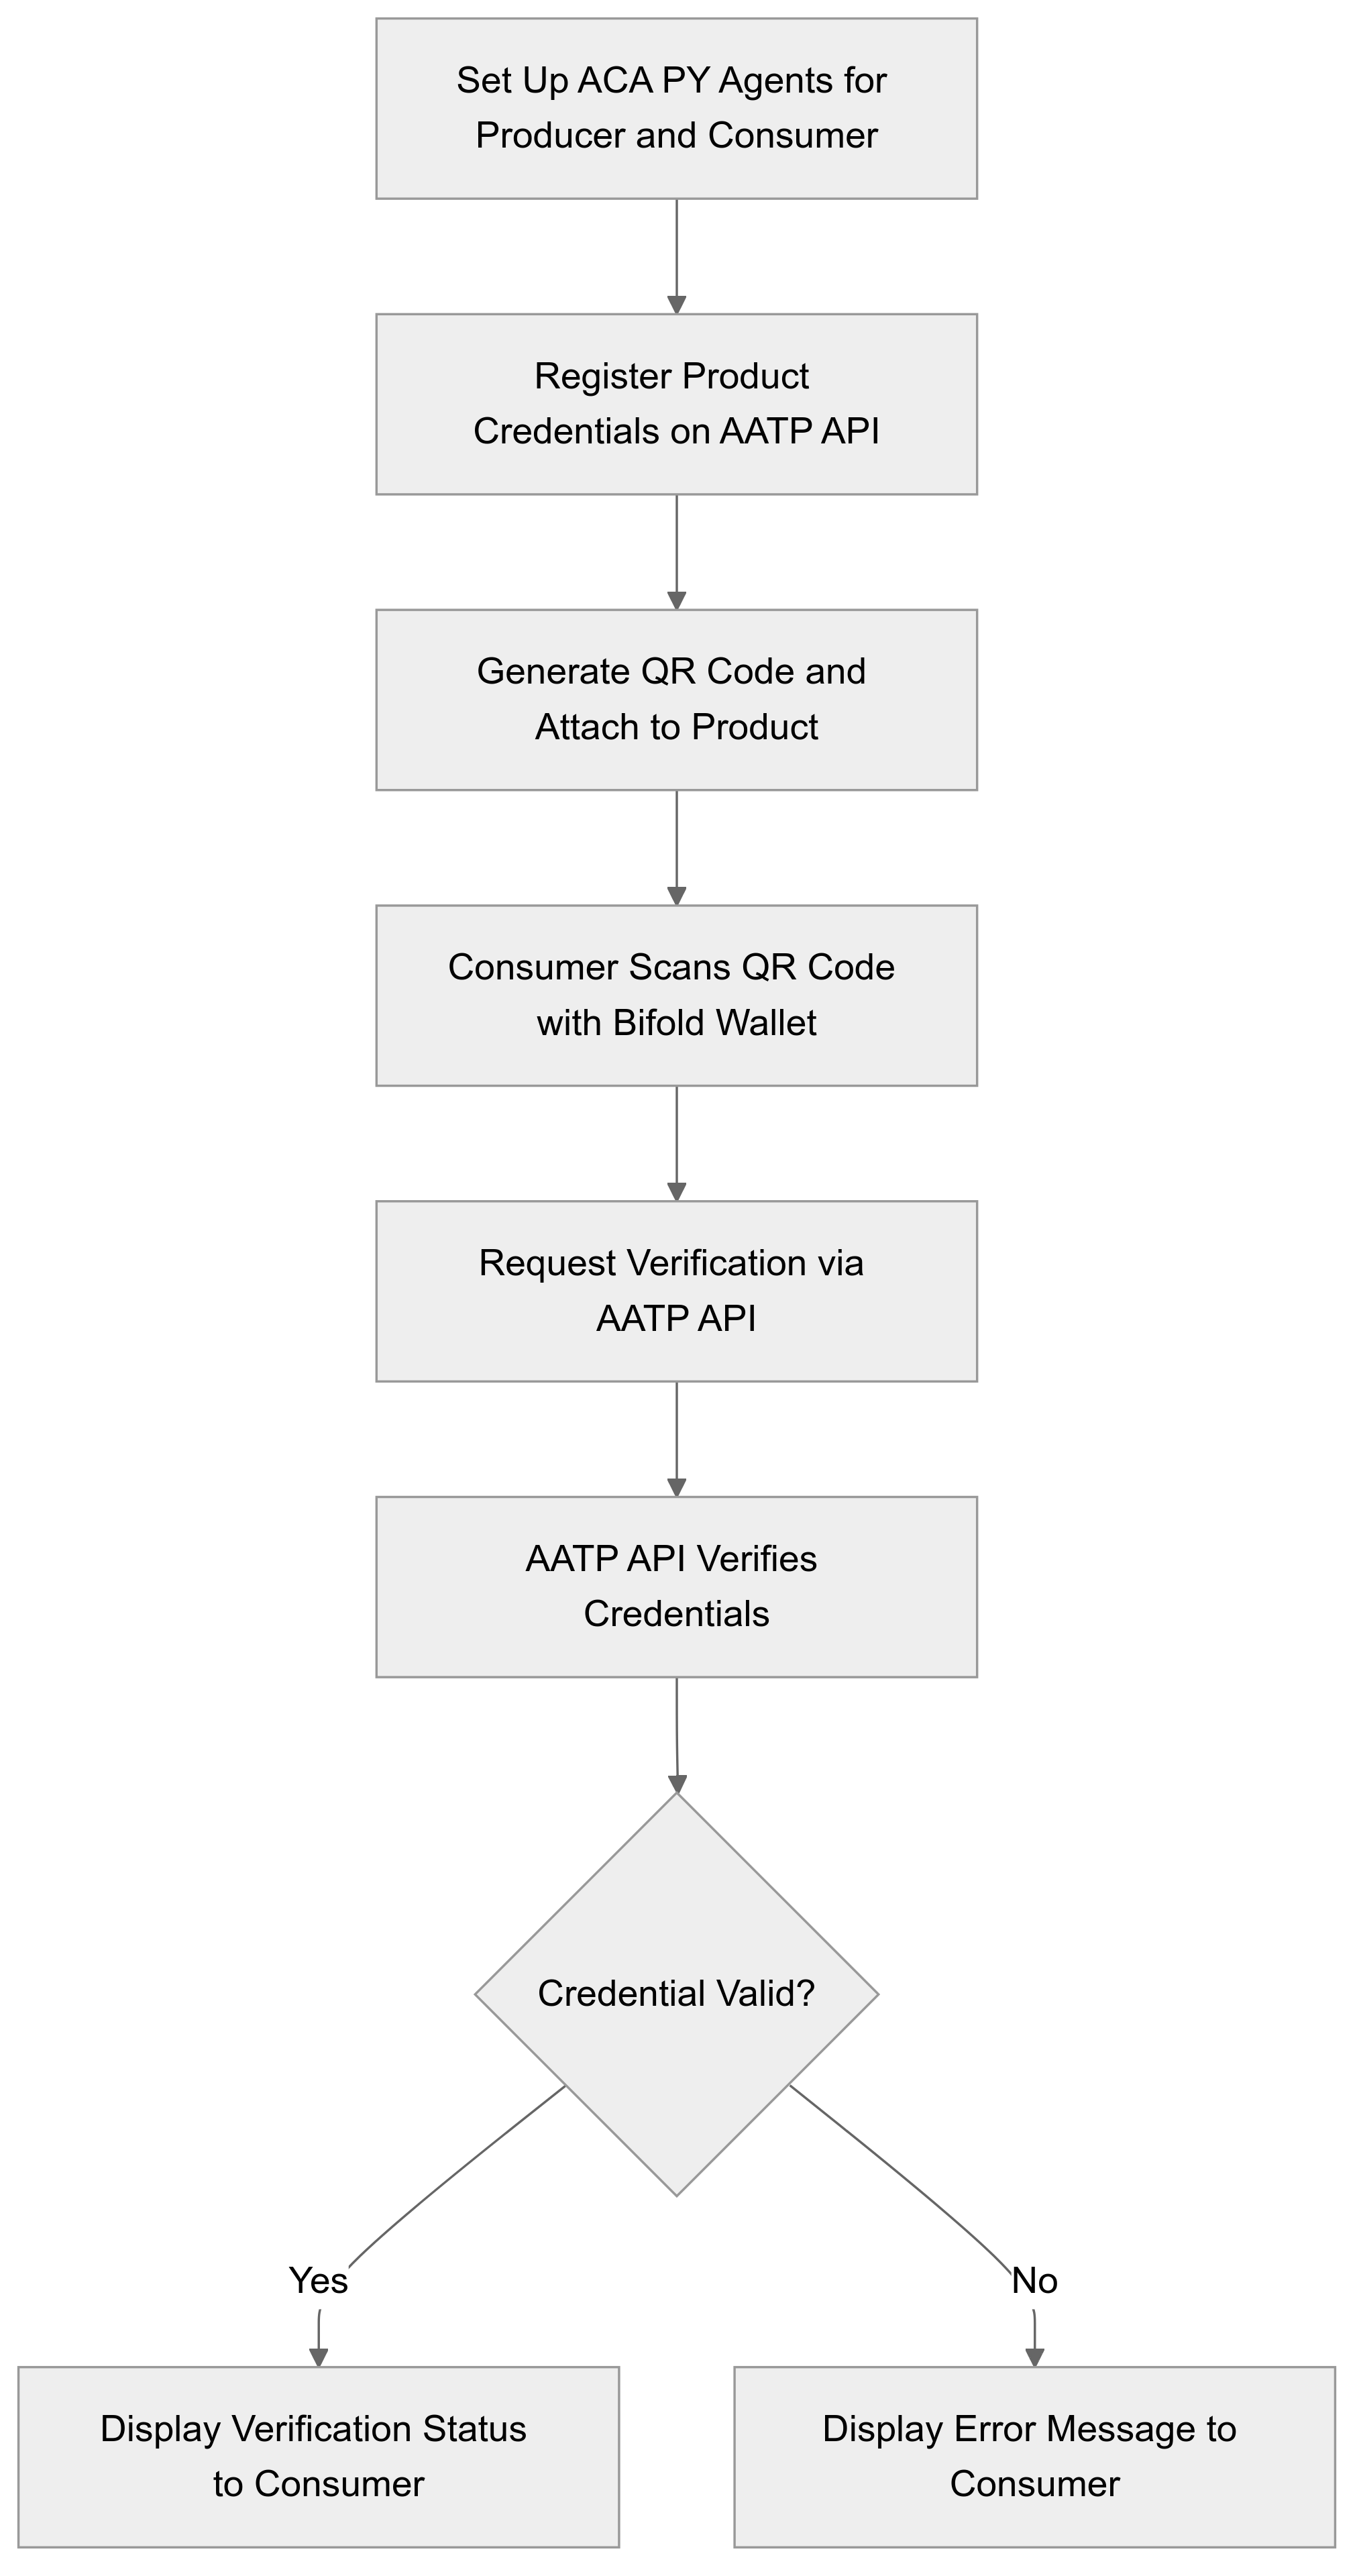 Set Up ACA PY Agents for
Producer and Consumer
Register Product
Credentials on AATP API
Generate QR Code and
Attach to Product
Consumer Scans QR Code
with Bifold Wallet
Request Verification via
AATP API
AATP API Verifies
Credentials
Credential Valid?
Yes
No
Display Verification Status
to Consumer
Display Error Message to
Consumer